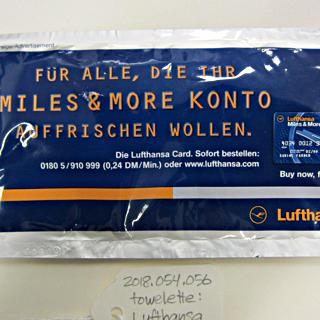 Advertisement
FÜR ALLE, DIE IHR
MILES & MORE KONTO
AUFFRISCHEN WOLLEN.
Die Lufthansa Card. Sofort bestellen:
0180 5/910 999 (0,24 DM/Min.) oder www.lufthansa.com
Lufthansa
Miles & More
Buy now, f
Lufthan
2018.054.056
towelette:
Lufthansa